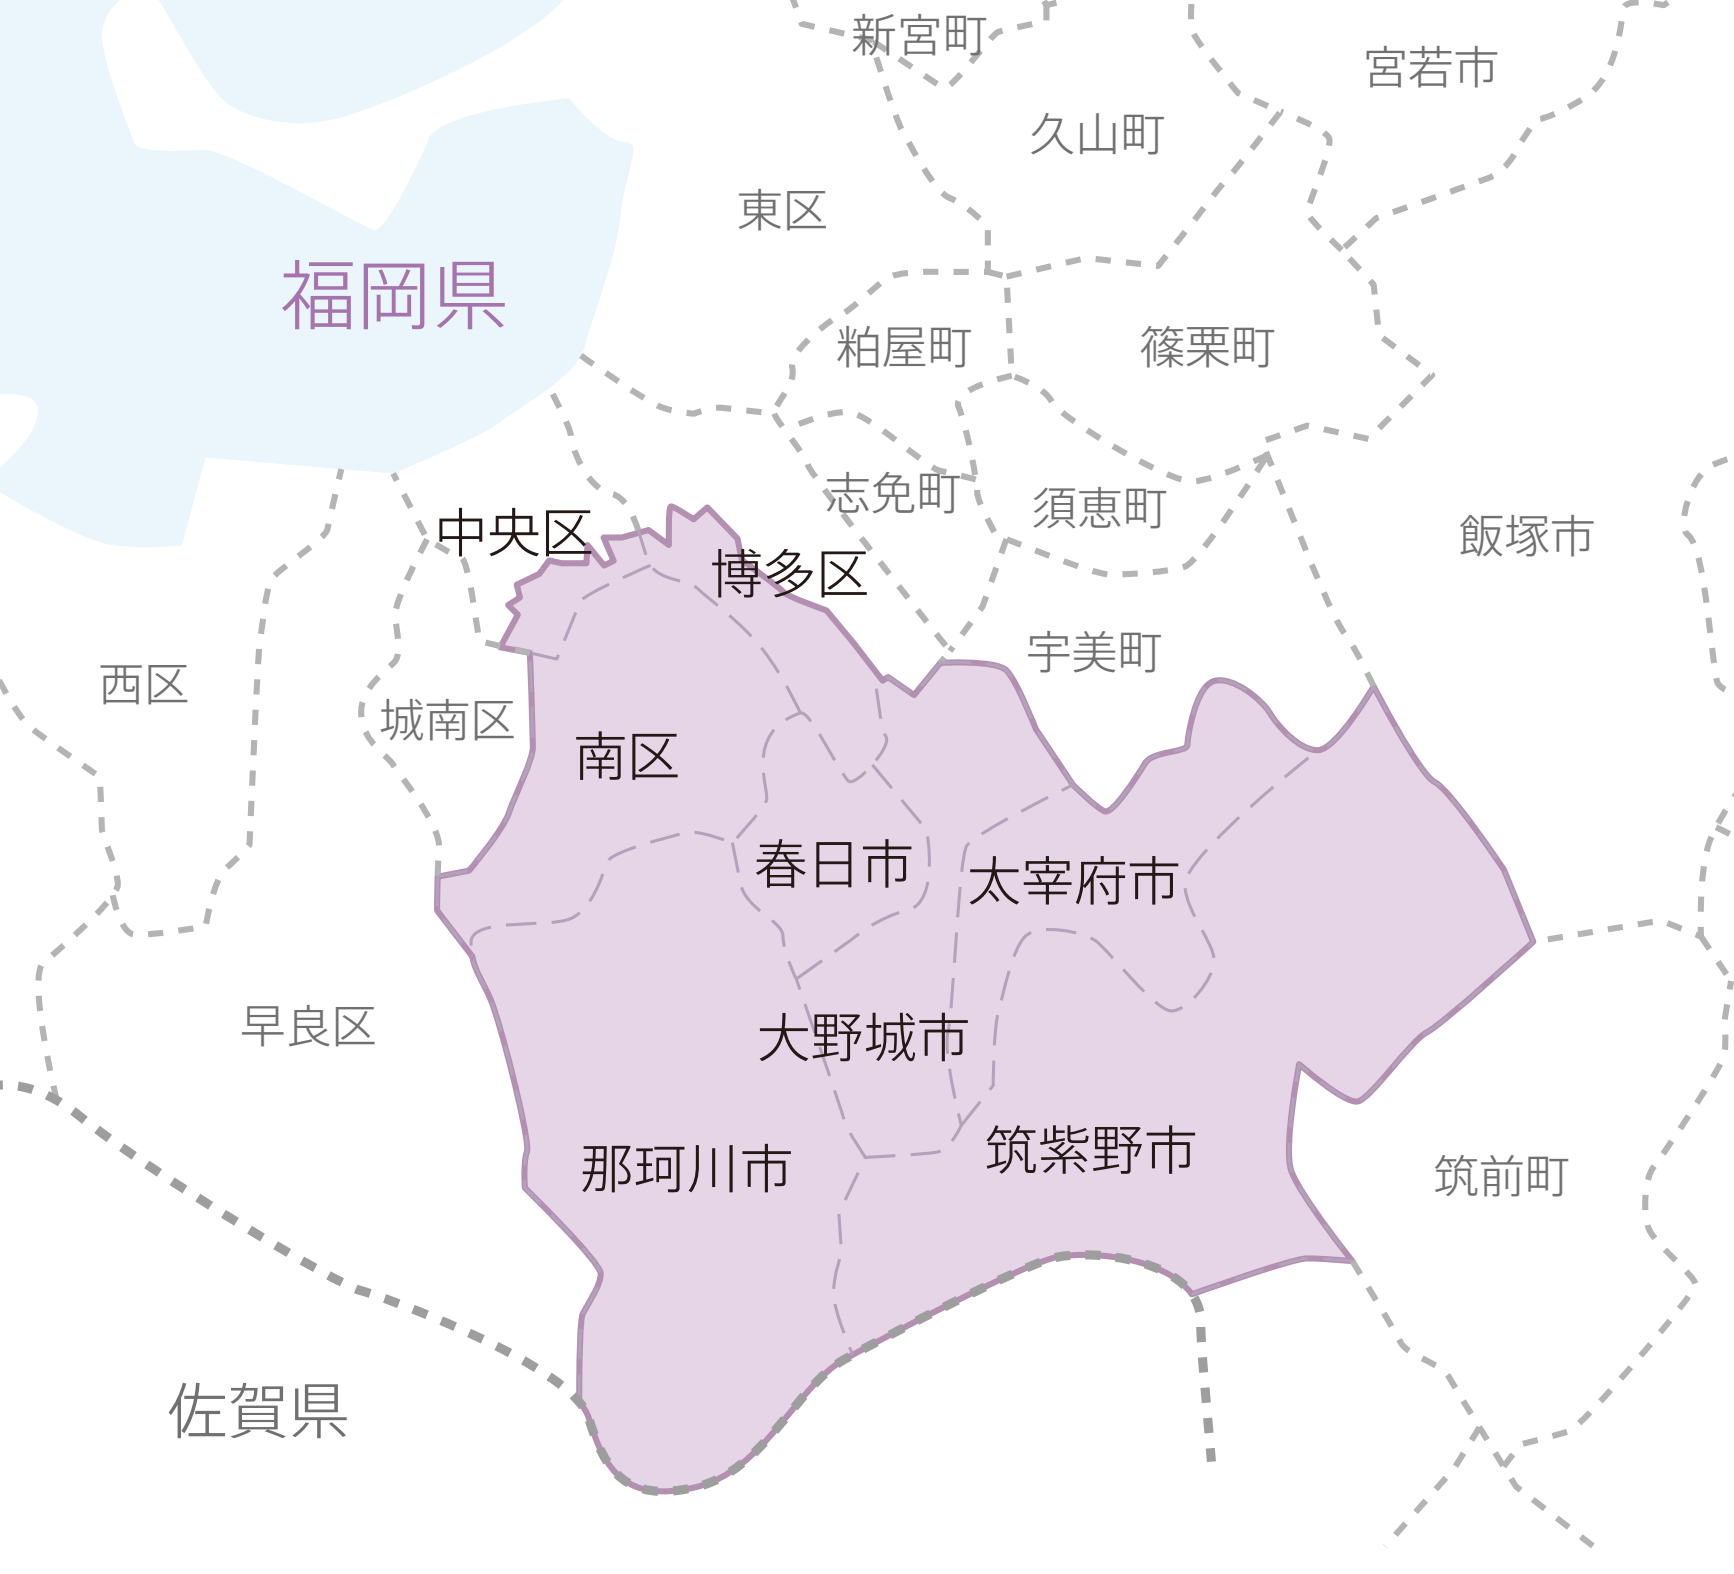 新宮町
宮若市
久山町
東区
福岡県
粕屋町
篠栗町
志免町
須恵町
飯塚市
中央区
博多区
宇美町
西区
城南区
南区
春日市
太宰府市
早良区
大野城市
那珂川市
筑紫野市
筑前町
佐賀県